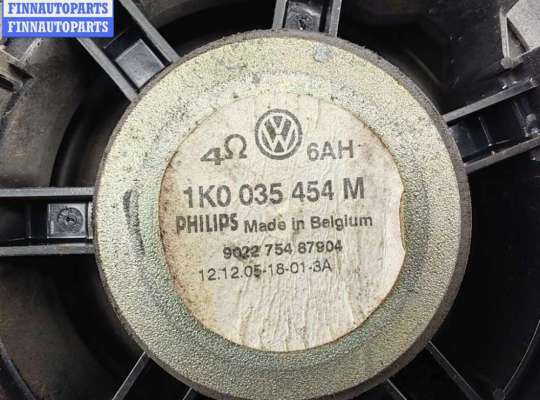 FINNAUTOPARTS
FINNAUTOPARTS
4Ω VW 6AH
1K0 035 454 M
PHILIPS Made in Belgium
9022 754 87904
12.12.05-18-01-3A